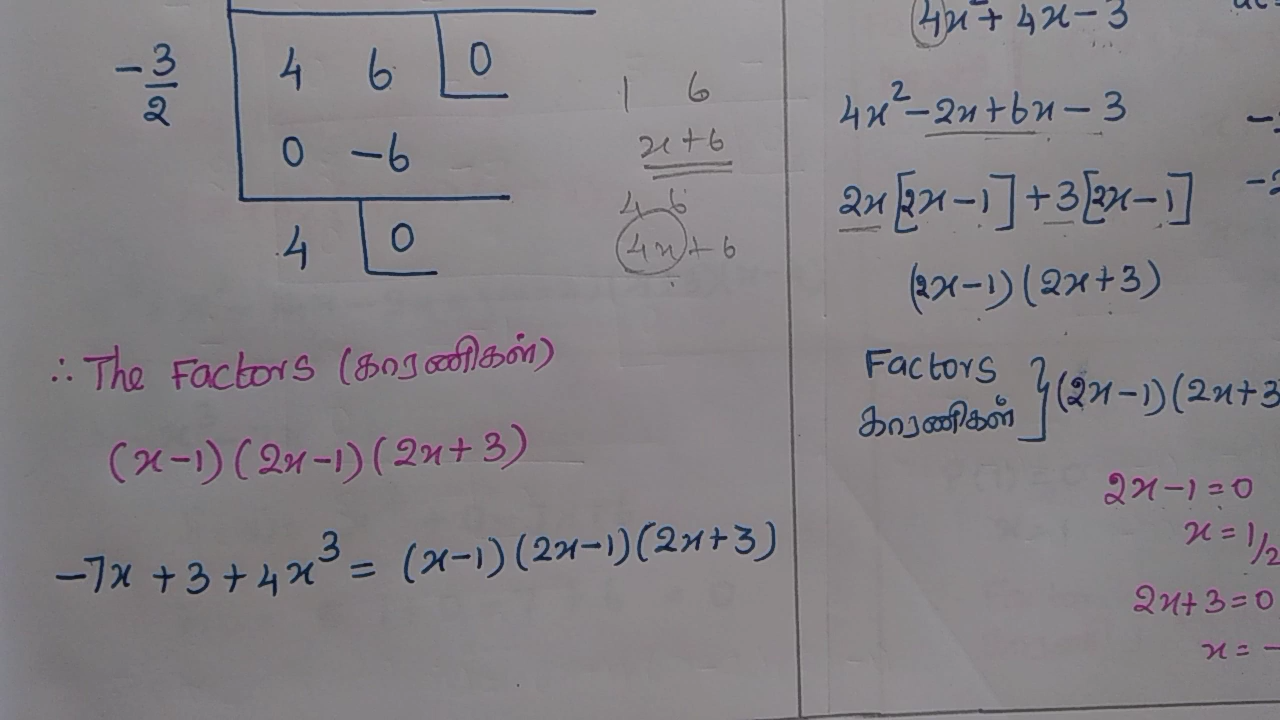 -3/2 4 6 0
0 -6
4 0
1 6
x+6
4 6
4x+6
∴ The Factors (காரணிகள்)
(x-1)(2x-1)(2x+3)
-7x+3+4x³ = (x-1)(2x-1)(2x+3)
4x²+4x-3
4x²-2x+6x-3
2x[2x-1]+3[2x-1]
(2x-1)(2x+3)
Factors
காரணிகள் } (2x-1)(2x+3
2x-1=0
x=1/2
2x+3=0
x=-